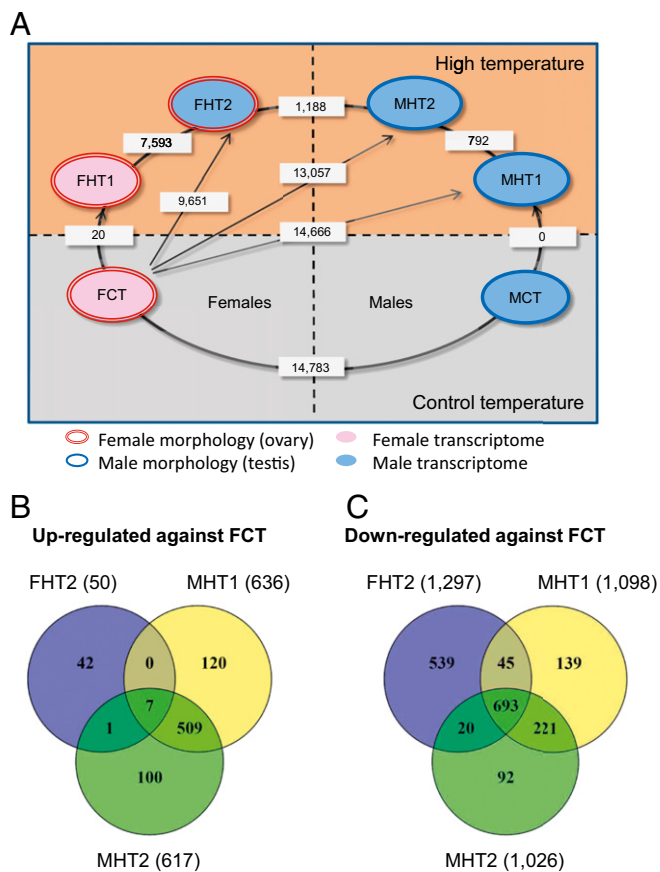 A
High temperature
FHT2
1,188
MHT2
7,593
792
FHT1
13,057
MHT1
9,651
20
14,666
0
FCT
Females
Males
MCT
14,783
Control temperature
Female morphology (ovary)
Female transcriptome
Male morphology (testis)
Male transcriptome
B
Up-regulated against FCT
FHT2 (50)
MHT1 (636)
42
0
120
7
1
509
100
MHT2 (617)
C
Down-regulated against FCT
FHT2 (1,297)
MHT1 (1,098)
539
45
139
693
20
221
92
MHT2 (1,026)